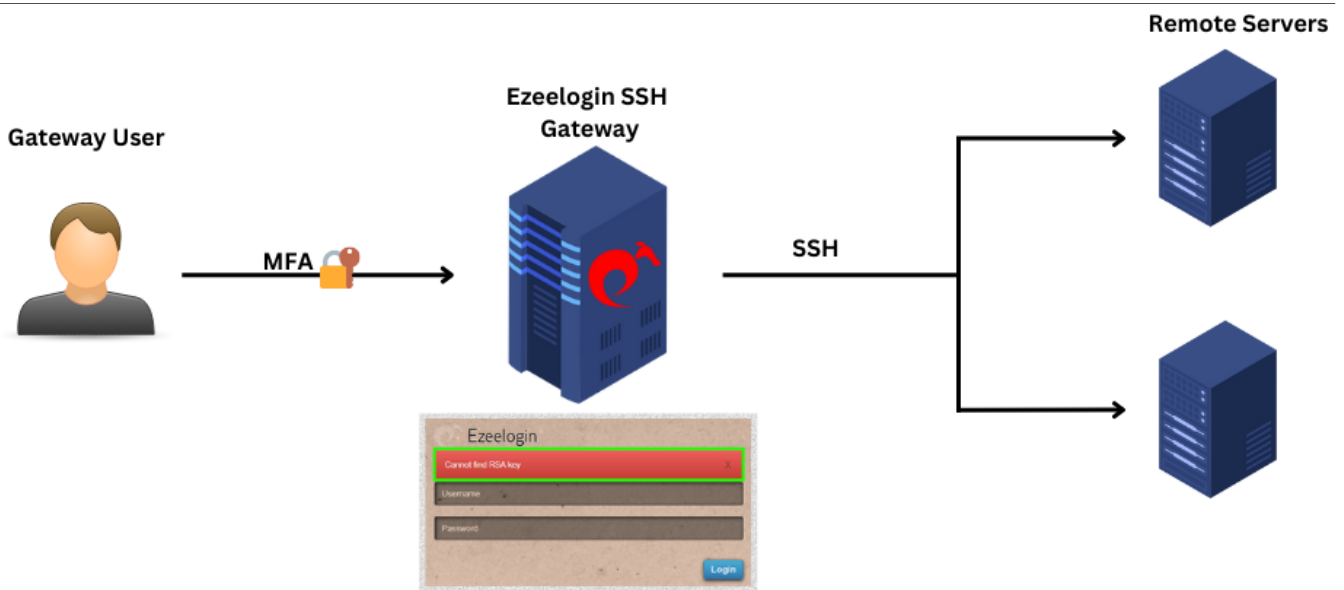 Remote Servers
Ezeelogin SSH
Gateway
Gateway User
MFA
SSH
Ezeelogin
Cannot find RSA key X
Username
Password
Login